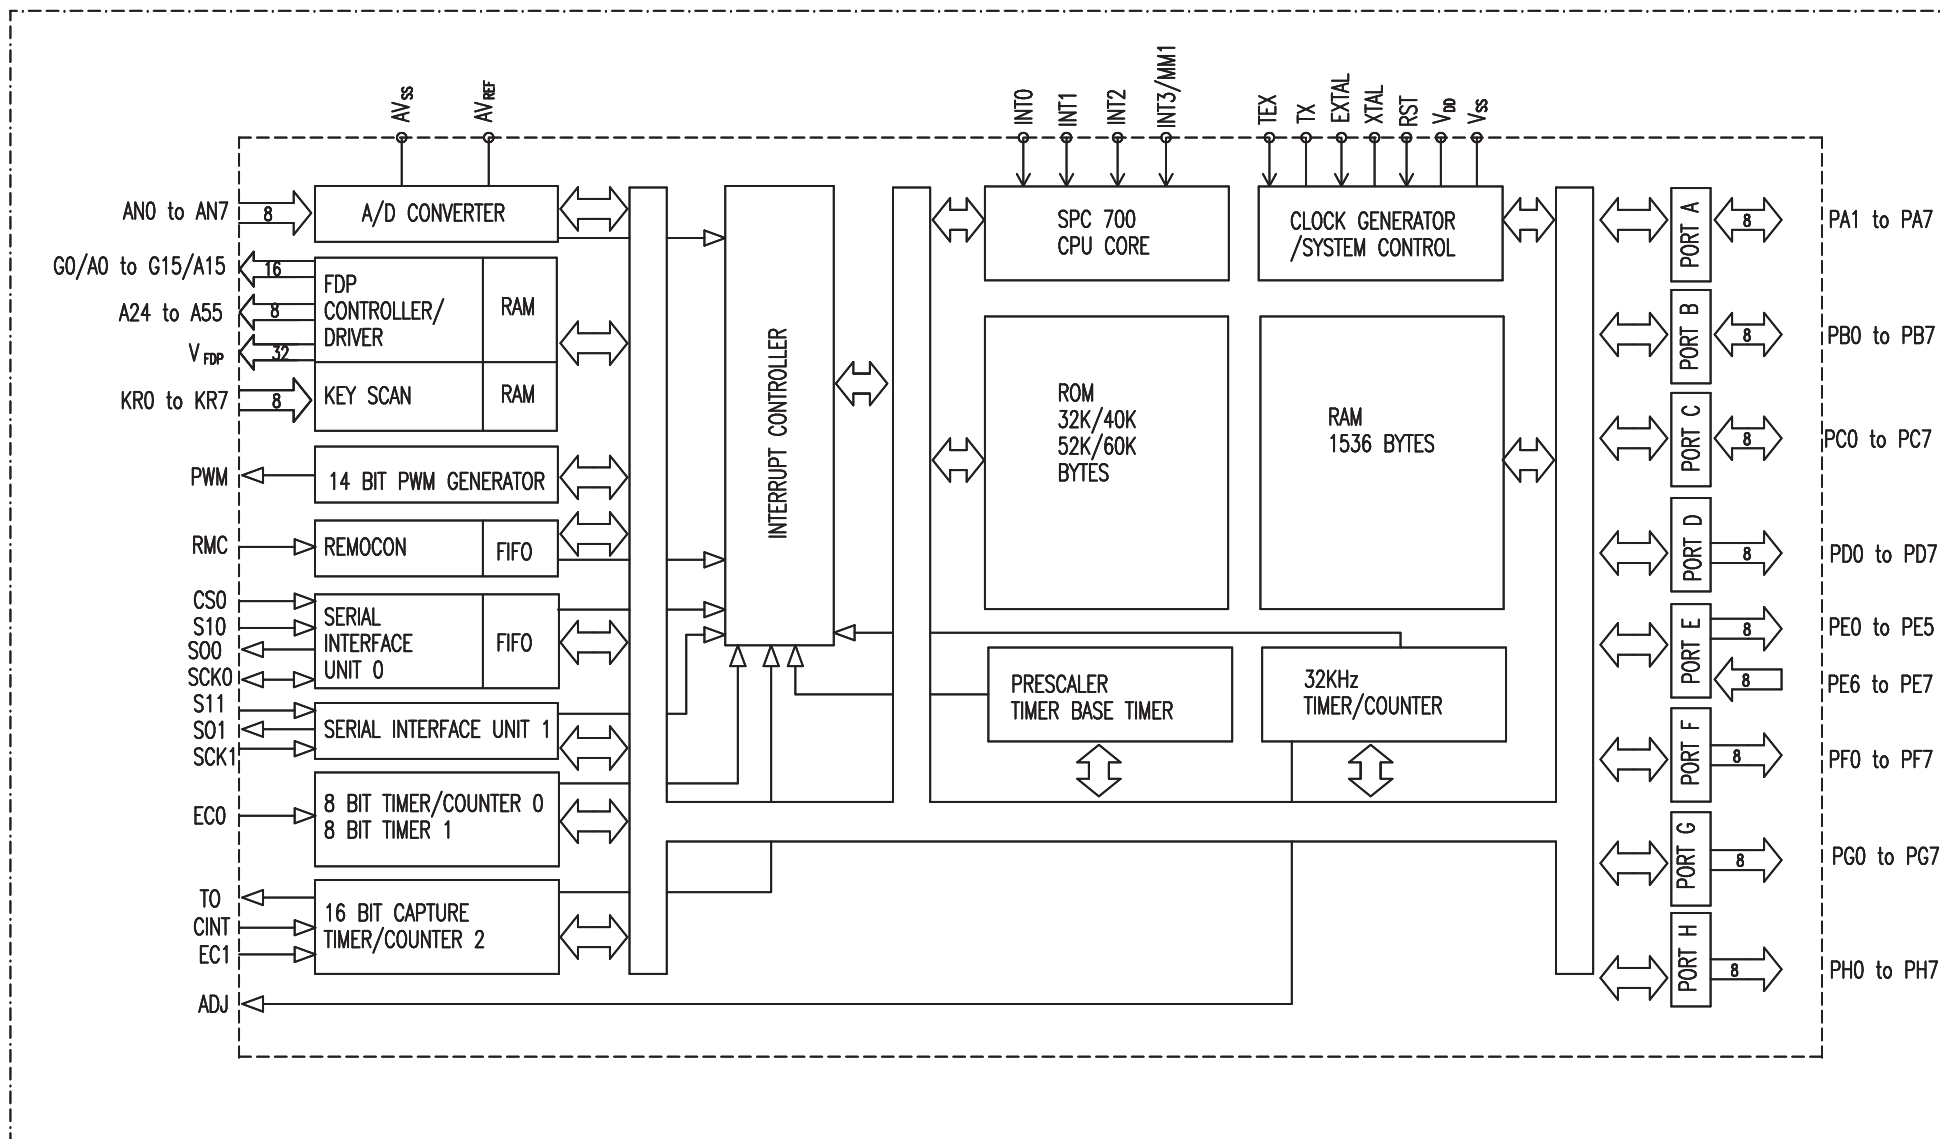 AVSS
AVREF
INT0
INT1
INT2
INT3/MM1
TEX
TX
EXTAL
XTAL
RST
VDD
VSS
AN0 to AN7
8
A/D CONVERTER
G0/A0 to G15/A15
16
A24 to A55
8
VFDP
32
FDP
CONTROLLER/
DRIVER
RAM
KR0 to KR7
8
KEY SCAN
RAM
PWM
14 BIT PWM GENERATOR
RMC
REMOCON
FIFO
CS0
S10
SO0
SCK0
SERIAL
INTERFACE
UNIT 0
FIFO
S11
SO1
SCK1
SERIAL INTERFACE UNIT 1
EC0
8 BIT TIMER/COUNTER 0
8 BIT TIMER 1
TO
CINT
EC1
16 BIT CAPTURE
TIMER/COUNTER 2
ADJ
INTERRUPT CONTROLLER
SPC 700
CPU CORE
CLOCK GENERATOR
/SYSTEM CONTROL
ROM
32K/40K
52K/60K
BYTES
RAM
1536 BYTES
PRESCALER
TIMER BASE TIMER
32KHz
TIMER/COUNTER
PORT A
8
PA1 to PA7
PORT B
8
PB0 to PB7
PORT C
8
PC0 to PC7
PORT D
8
PD0 to PD7
PORT E
8
PE0 to PE5
8
PE6 to PE7
PORT F
8
PF0 to PF7
PORT G
8
PG0 to PG7
PORT H
8
PH0 to PH7